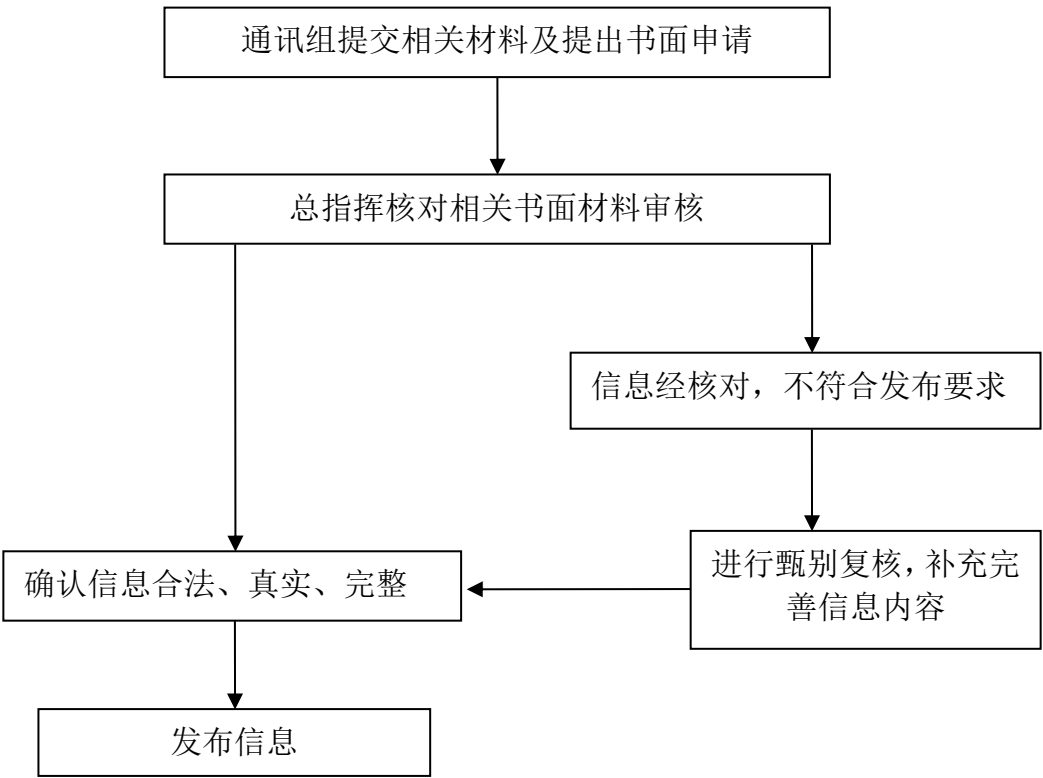 通讯组提交相关材料及提出书面申请
总指挥核对相关书面材料审核
信息经核对，不符合发布要求
进行甄别复核，补充完
善信息内容
确认信息合法、真实、完整
发布信息